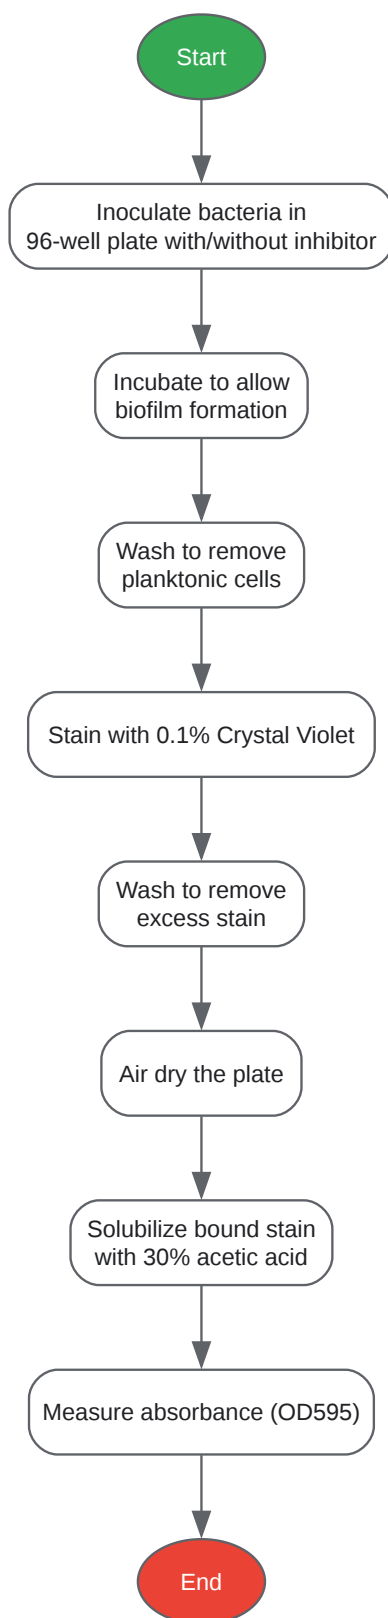 Start
Inoculate bacteria in
96-well plate with/without inhibitor
Incubate to allow
biofilm formation
Wash to remove
planktonic cells
Stain with 0.1% Crystal Violet
Wash to remove
excess stain
Air dry the plate
Solubilize bound stain
with 30% acetic acid
Measure absorbance (OD595)
End